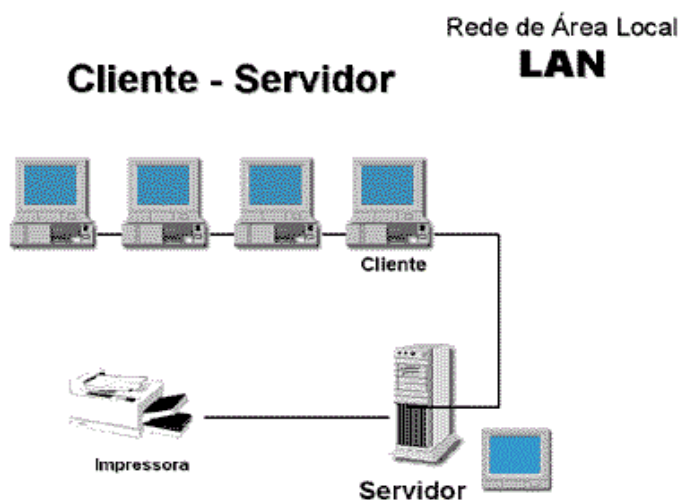 Rede de Área Local
LAN
Cliente - Servidor
Cliente
Impressora
Servidor